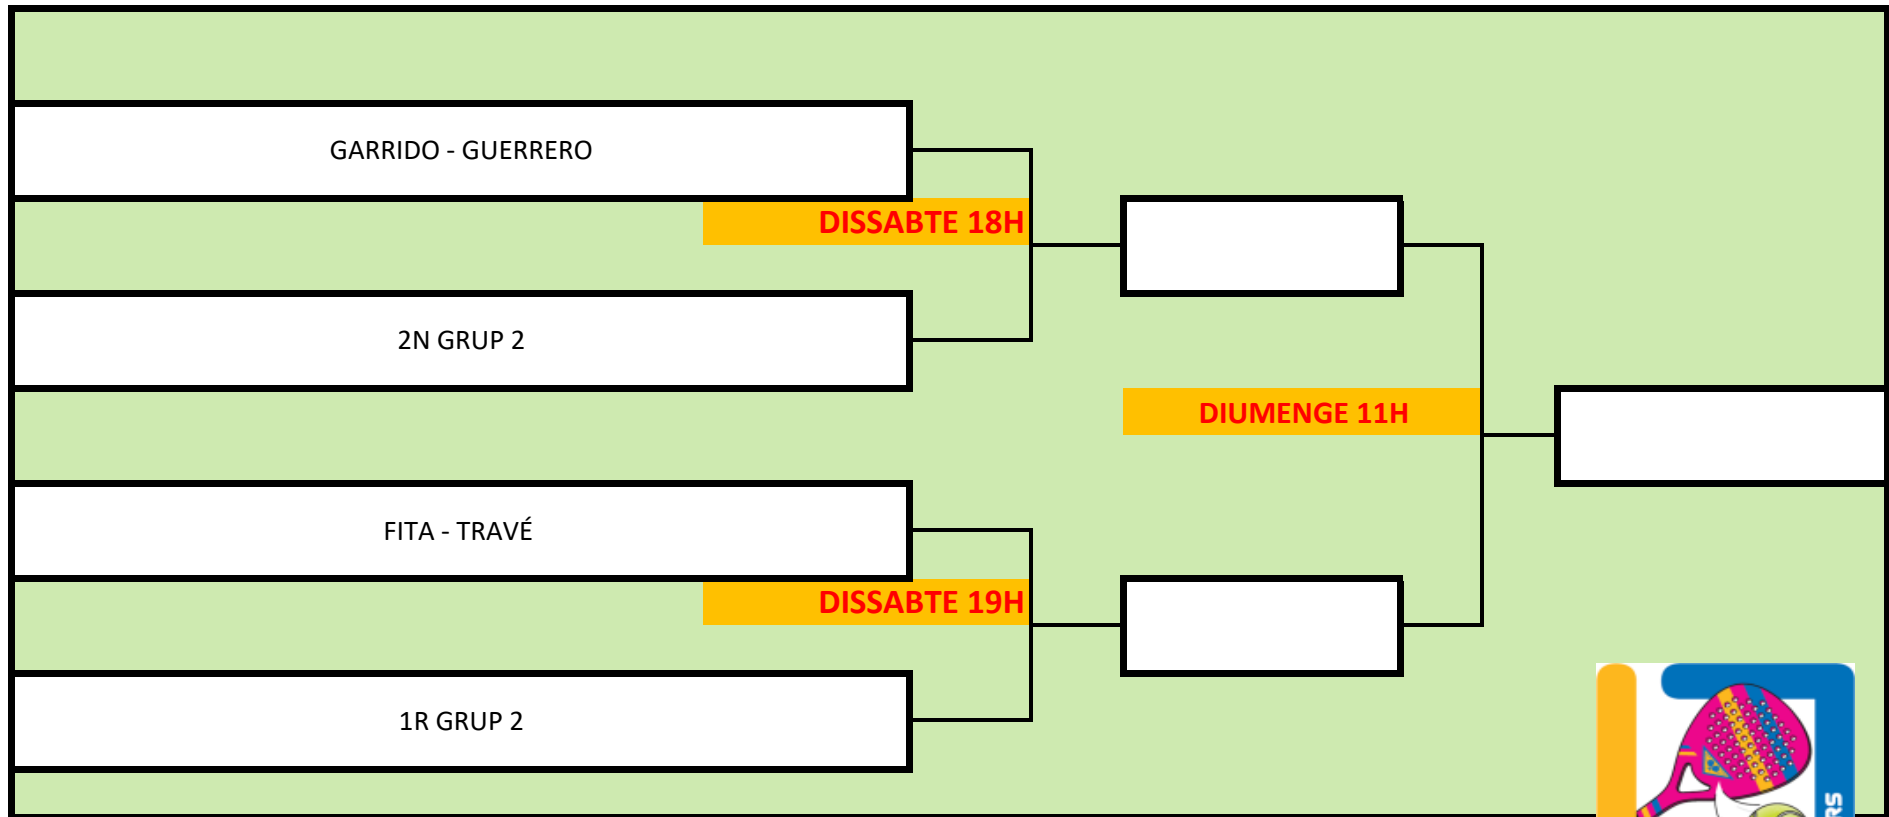 GARRIDO - GUERRERO
DISSABTE 18H
2N GRUP 2
DIUMENGE 11H
FITA - TRAVÉ
DISSABTE 19H
1R GRUP 2